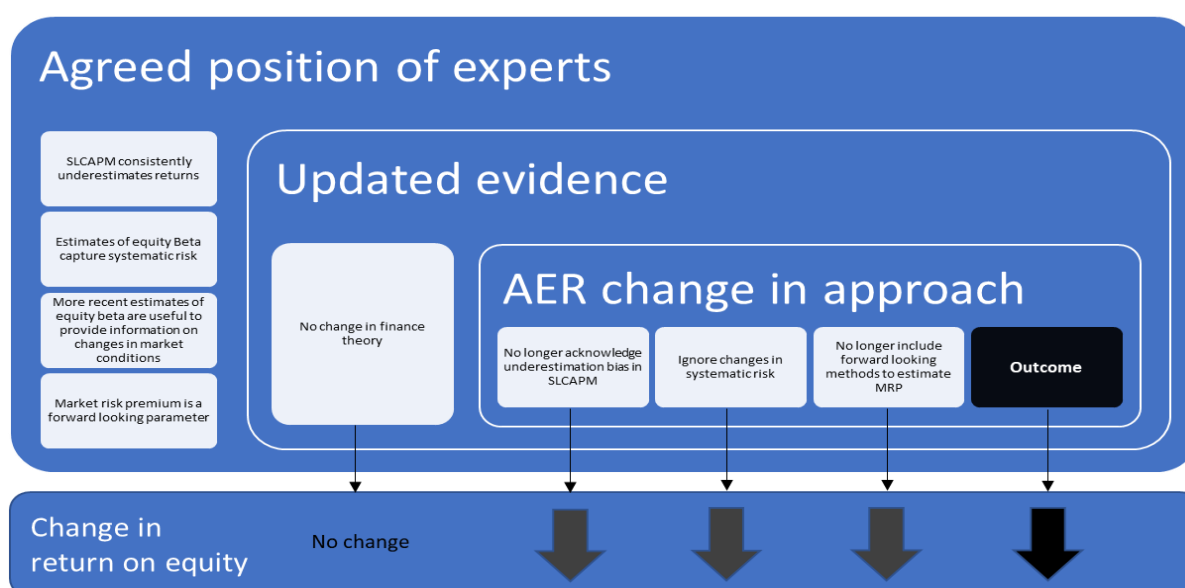 Agreed position of experts
SLCAPM consistently
underestimates returns
Estimates of equity Beta
capture systematic risk
More recent estimates of
equity beta are useful to
provide information on
changes in market
conditions
Market risk premium is a
forward looking parameter
Updated evidence
No change in finance
theory
AER change in approach
No longer acknowledge
underestimation bias in
SLCAPM
Ignore changes in
systematic risk
No longer include
forward looking
methods to estimate
MRP
Outcome
Change in
return on equity
No change